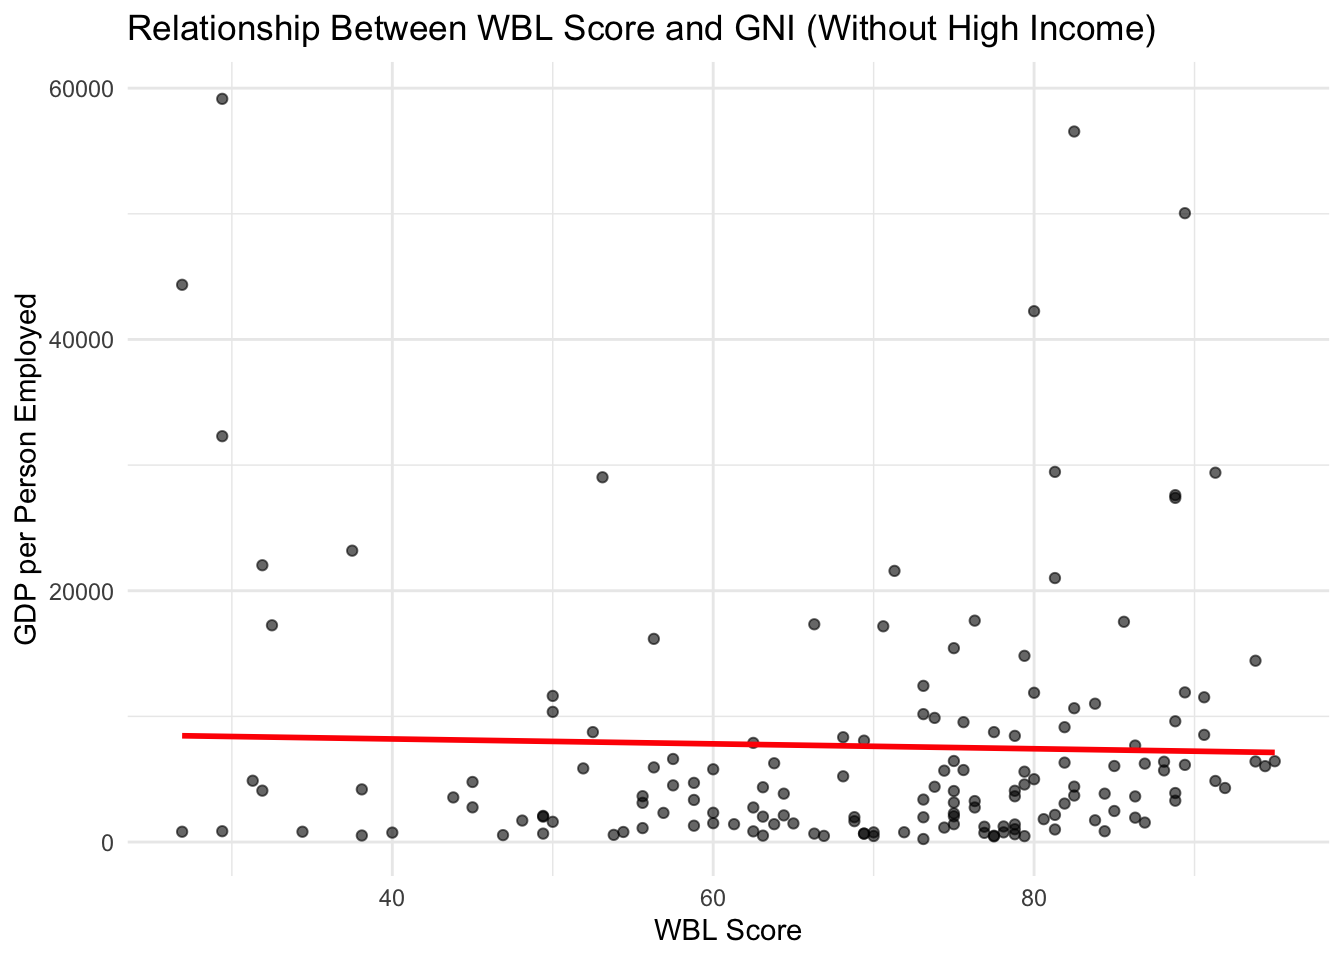 Relationship Between WBL Score and GNI (Without High Income)
60000
40000
20000
0
GDP per Person Employed
40 60 80
WBL Score